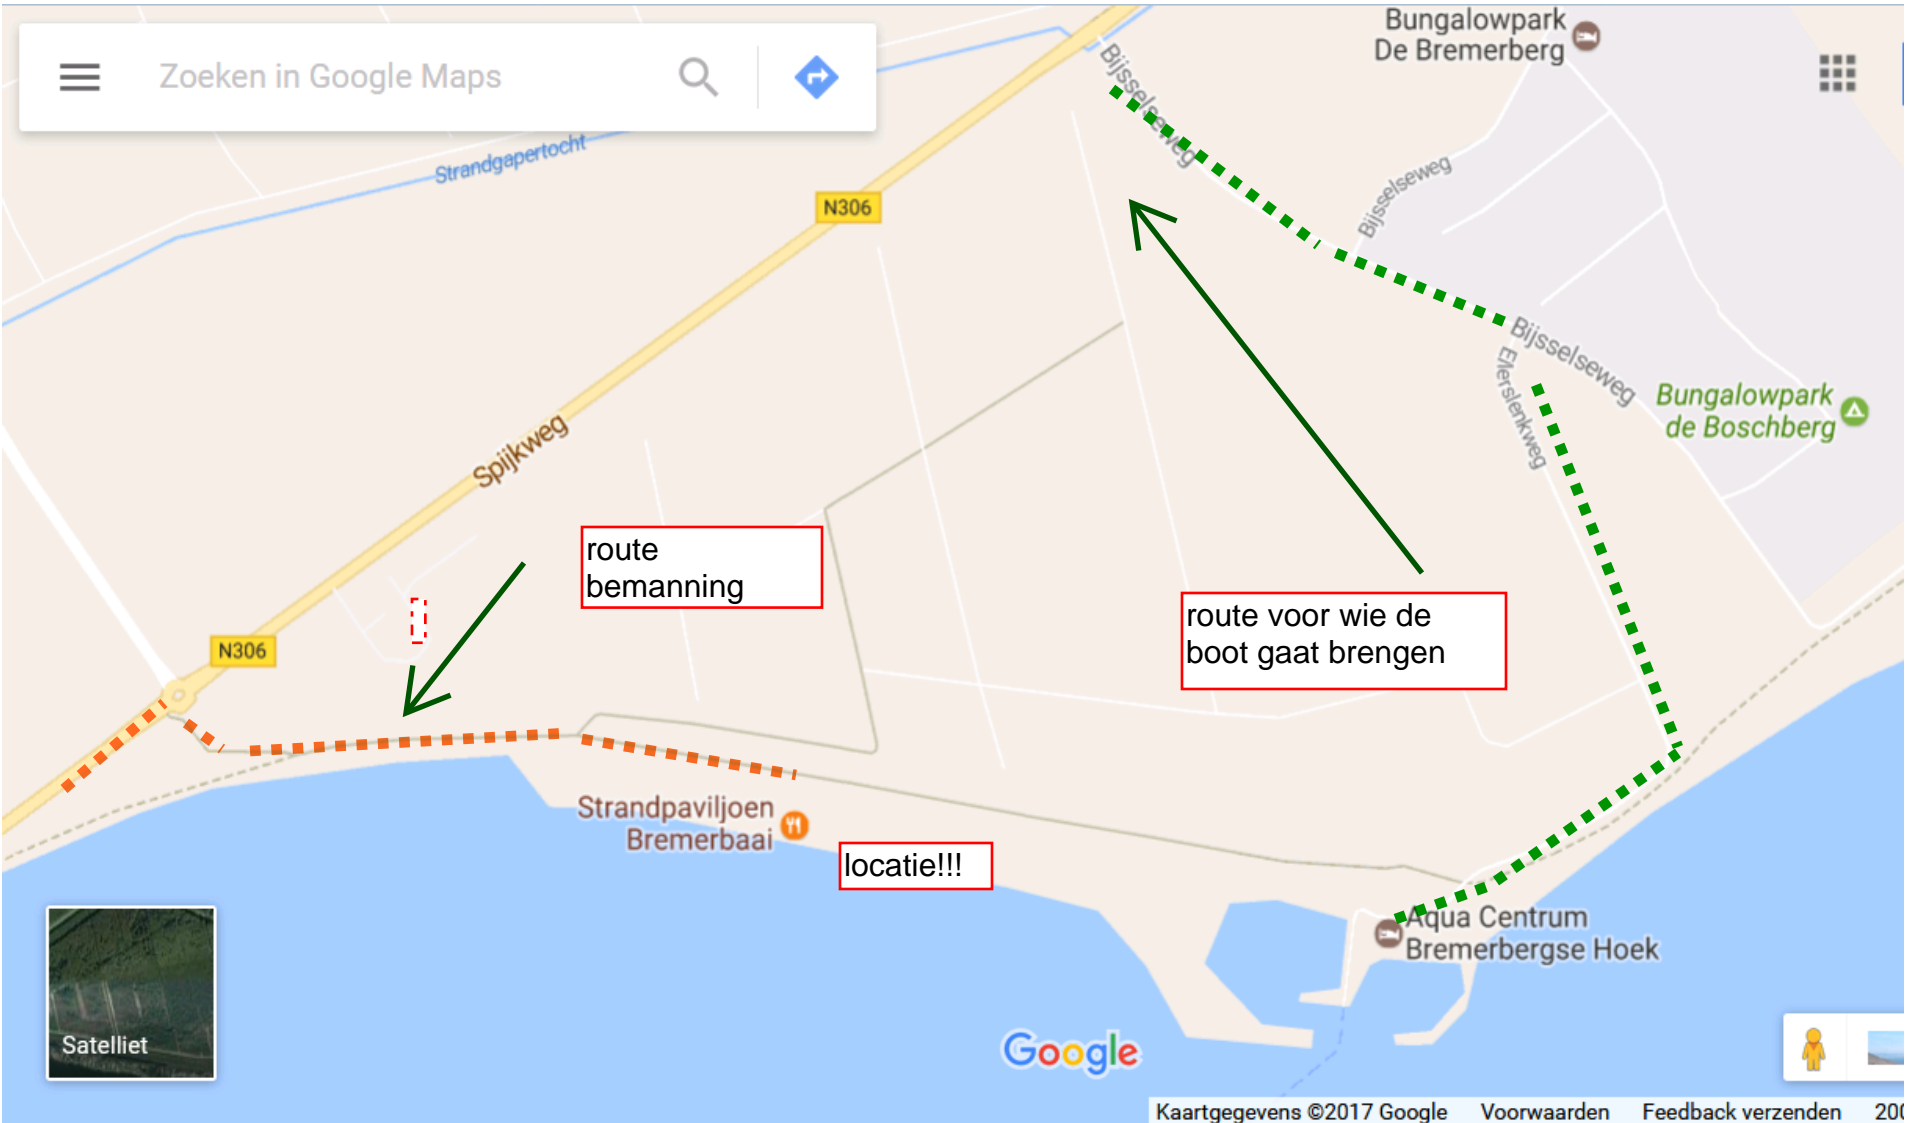 Bungalowpark
De Bremerberg
Zoeken in Google Maps
Bijsselseweg
Strandgapertocht
Bijsselseweg
N306
Bijsselseweg
Ellerslenkweg
Bungalowpark
de Boschberg
Spijkweg
route
bemanning
route voor wie de
boot gaat brengen
N306
Strandpaviljoen
Bremerbaai
locatie!!!
Aqua Centrum
Bremerbergse Hoek
Satelliet
Google
Kaartgegevens ©2017 Google Voorwaarden Feedback verzenden